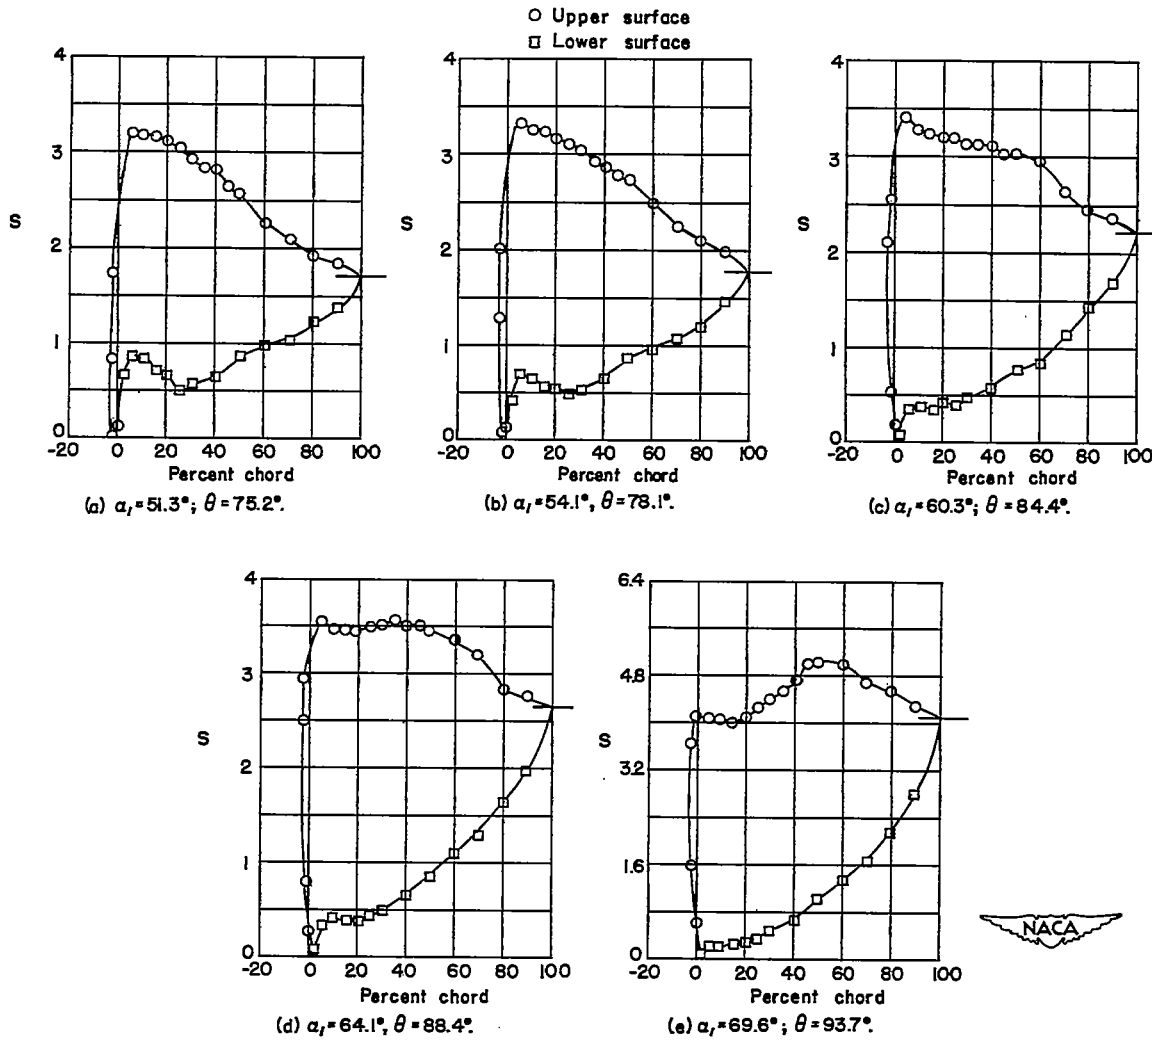 ○ Upper surface
□ Lower surface
4
3
2
1
0
S
-20 0 20 40 60 80 100
Percent chord
(a) α₁=51.3°; θ=75.2°.
4
3
2
1
0
S
-20 0 20 40 60 80 100
Percent chord
(b) α₁=54.1°, θ=78.1°.
4
3
2
1
0
S
-20 0 20 40 60 80 100
Percent chord
(c) α₁=60.3°; θ=84.4°.
4
3
2
1
0
S
-20 0 20 40 60 80 100
Percent chord
(d) α₁=64.1°, θ=88.4°.
6.4
4.8
3.2
1.6
0
S
-20 0 20 40 60 80 100
Percent chord
(e) α₁=69.6°; θ=93.7°.
NACA